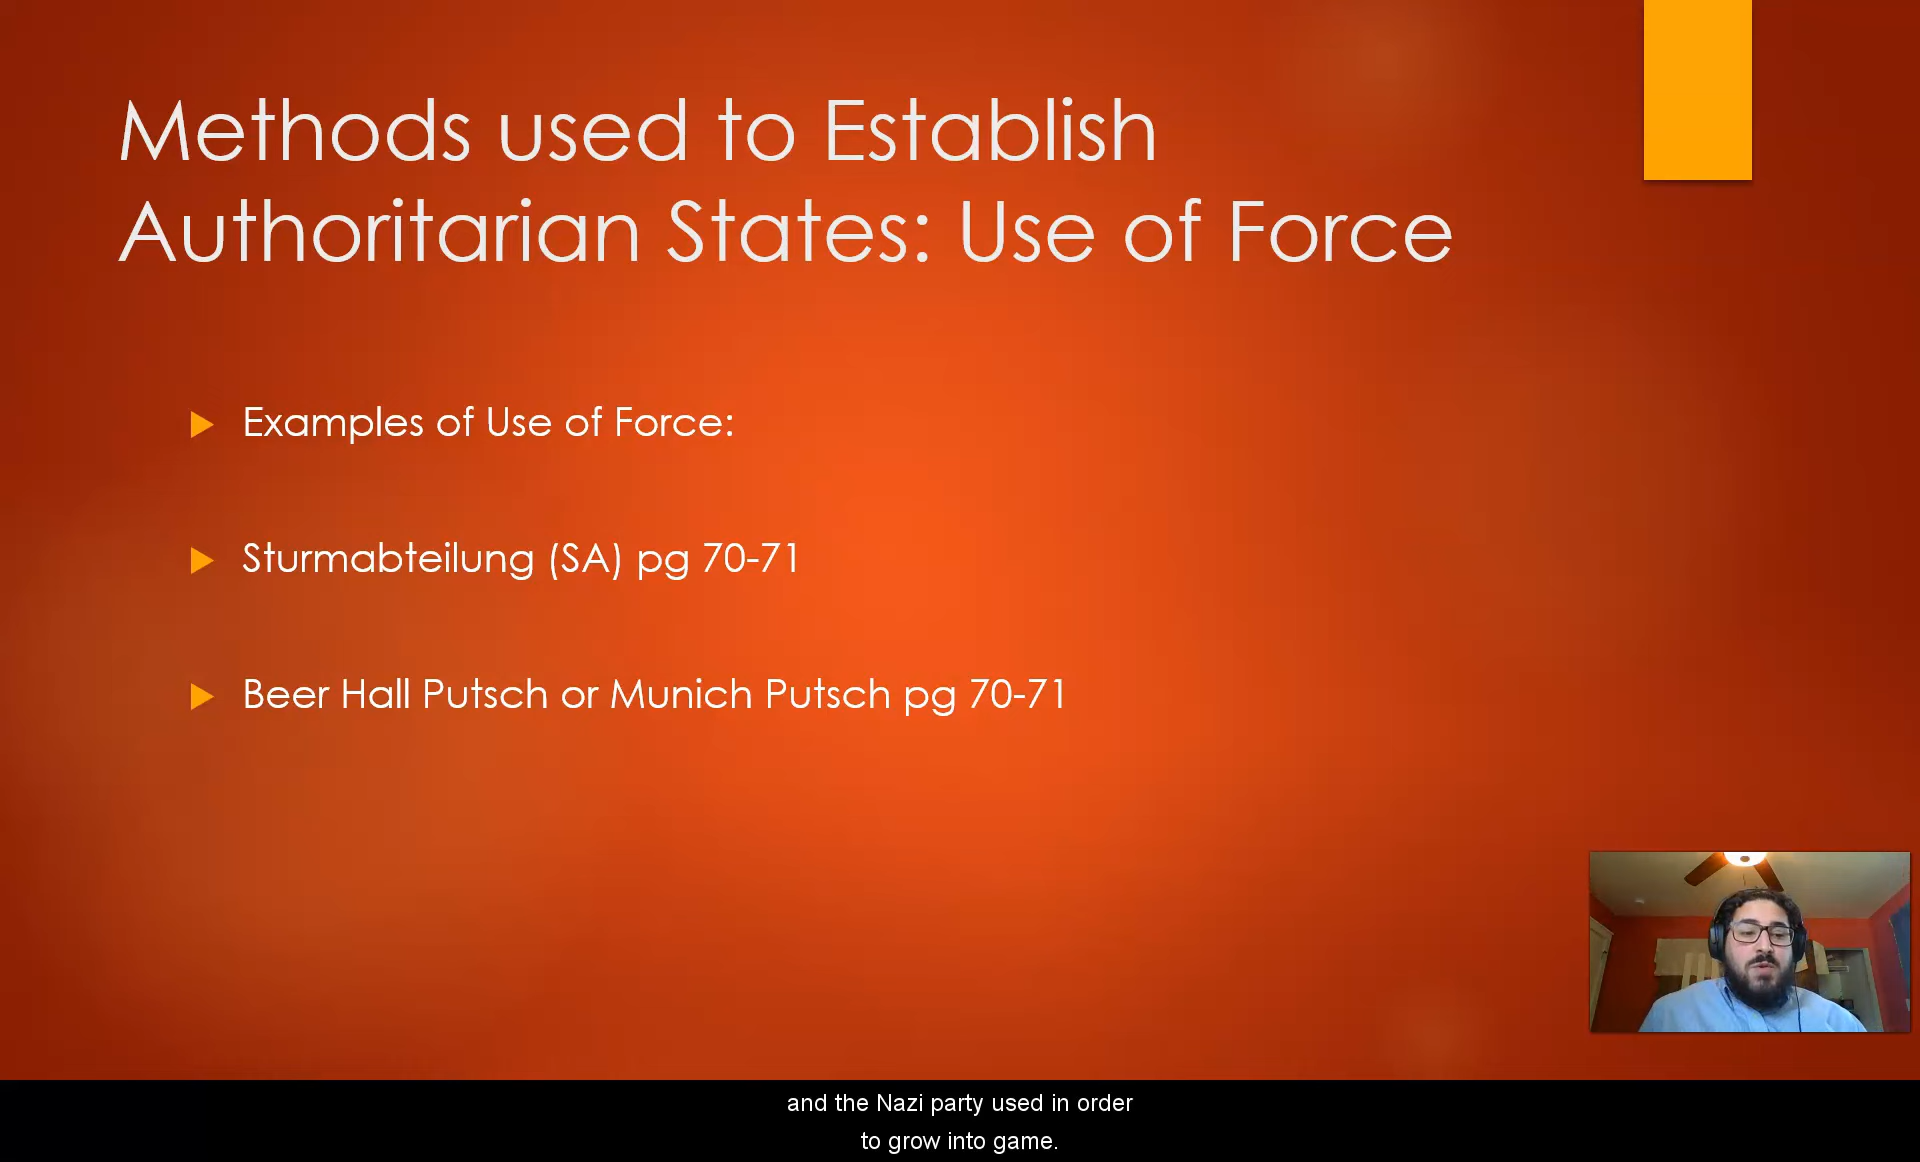 Methods used to Establish
Authoritarian States: Use of Force
Examples of Use of Force:
Sturmabteilung (SA) pg 70-71
Beer Hall Putsch or Munich Putsch pg 70-71
and the Nazi party used in order
to grow into game.